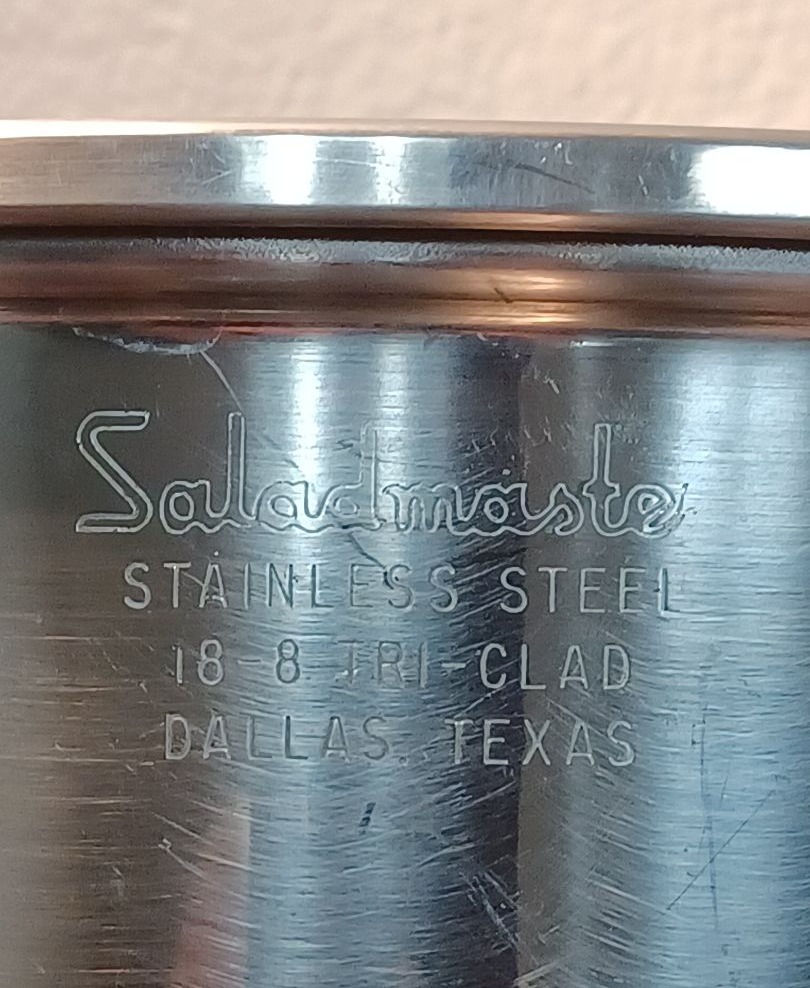 Saladmaster
STAINLESS STEEL
18-8 TRI-CLAD
DALLAS, TEXAS